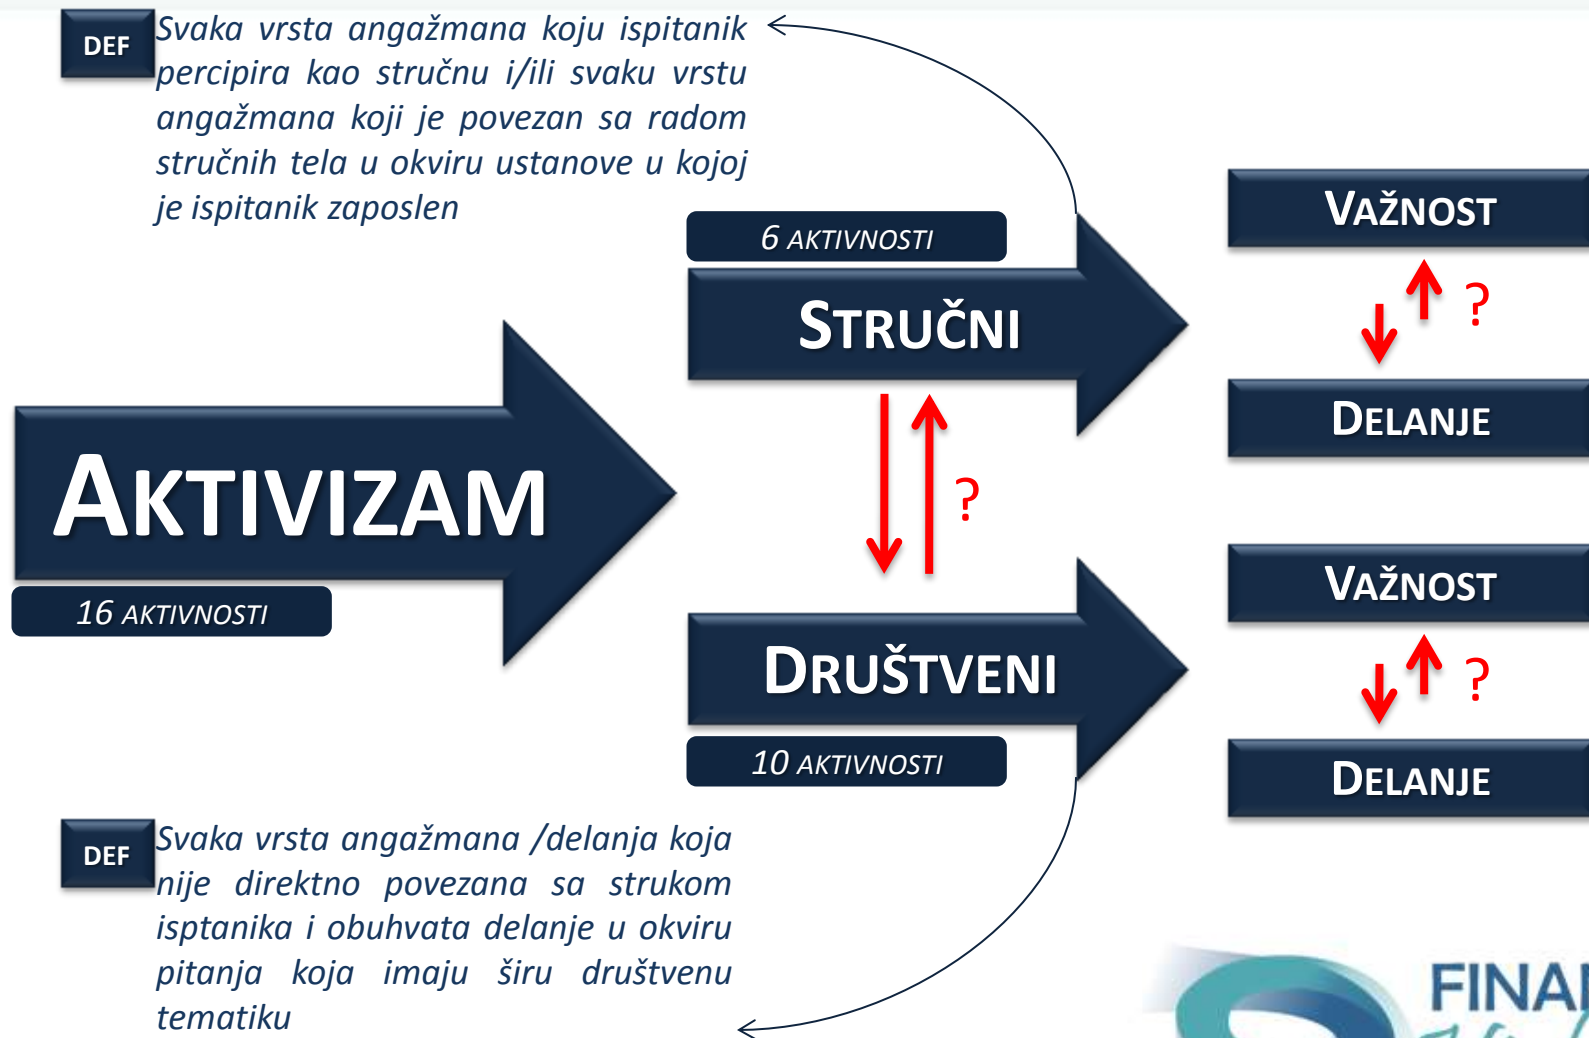 DEF
Svaka vrsta angažmana koju ispitanik
percipira kao stručnu i/ili svaku vrstu
angažmana koji je povezan sa radom
stručnih tela u okviru ustanove u kojoj
je ispitanik zaposlen
6 AKTIVNOSTI
STRUČNI
VAŽNOST
?
DELANJE
AKTIVIZAM
16 AKTIVNOSTI
?
DRUŠTVENI
10 AKTIVNOSTI
VAŽNOST
?
DELANJE
DEF
Svaka vrsta angažmana /delanja koja
nije direktno povezana sa strukom
isptanika i obuhvata delanje u okviru
pitanja koja imaju širu društvenu
tematiku
FINAN